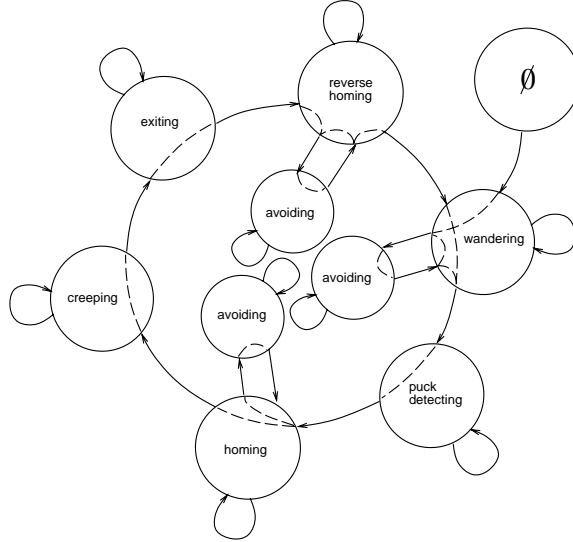 reverse
homing
∅
exiting
avoiding
wandering
avoiding
creeping
avoiding
puck
detecting
homing